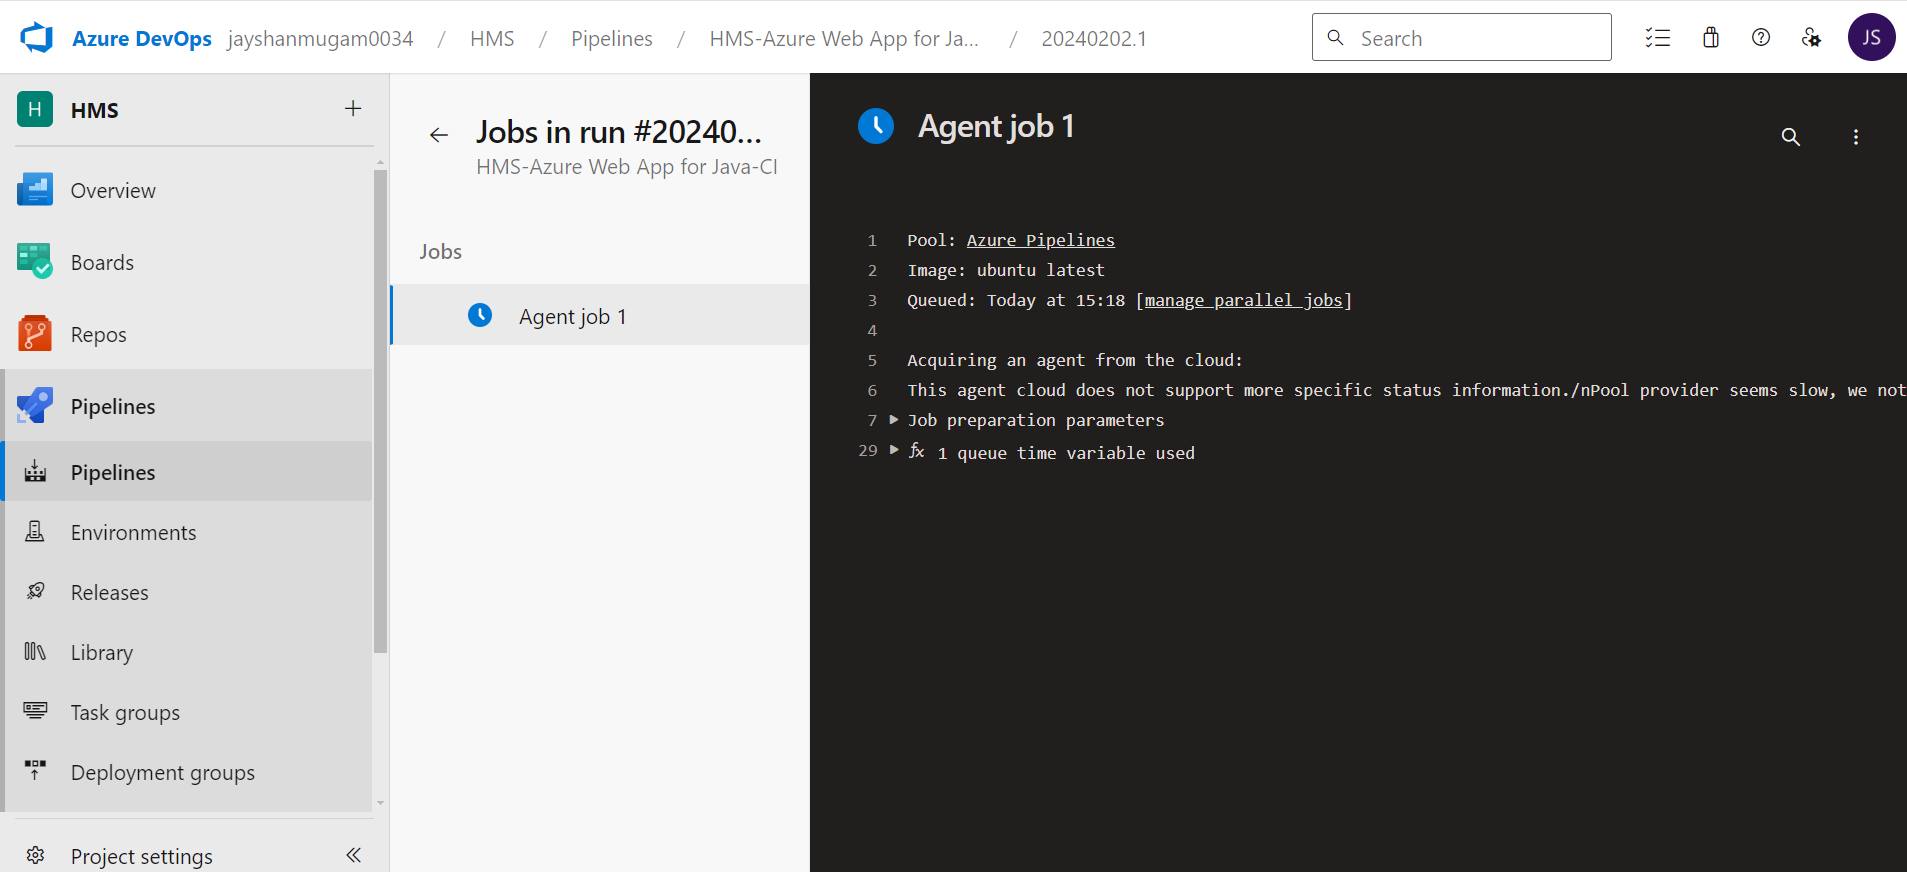 Azure DevOps jayshanmugam0034 / HMS / Pipelines / HMS-Azure Web App for Ja... / 20240202.1
Search
JS
H HMS
Overview
Boards
Repos
Pipelines
Pipelines
Environments
Releases
Library
Task groups
Deployment groups
Project settings
Jobs in run #20240...
HMS-Azure Web App for Java-CI
Jobs
Agent job 1
Agent job 1
1 Pool: Azure Pipelines
2 Image: ubuntu latest
3 Queued: Today at 15:18 [manage parallel jobs]
4
5 Acquiring an agent from the cloud:
6 This agent cloud does not support more specific status information./nPool provider seems slow, we not
7 Job preparation parameters
29 fx 1 queue time variable used